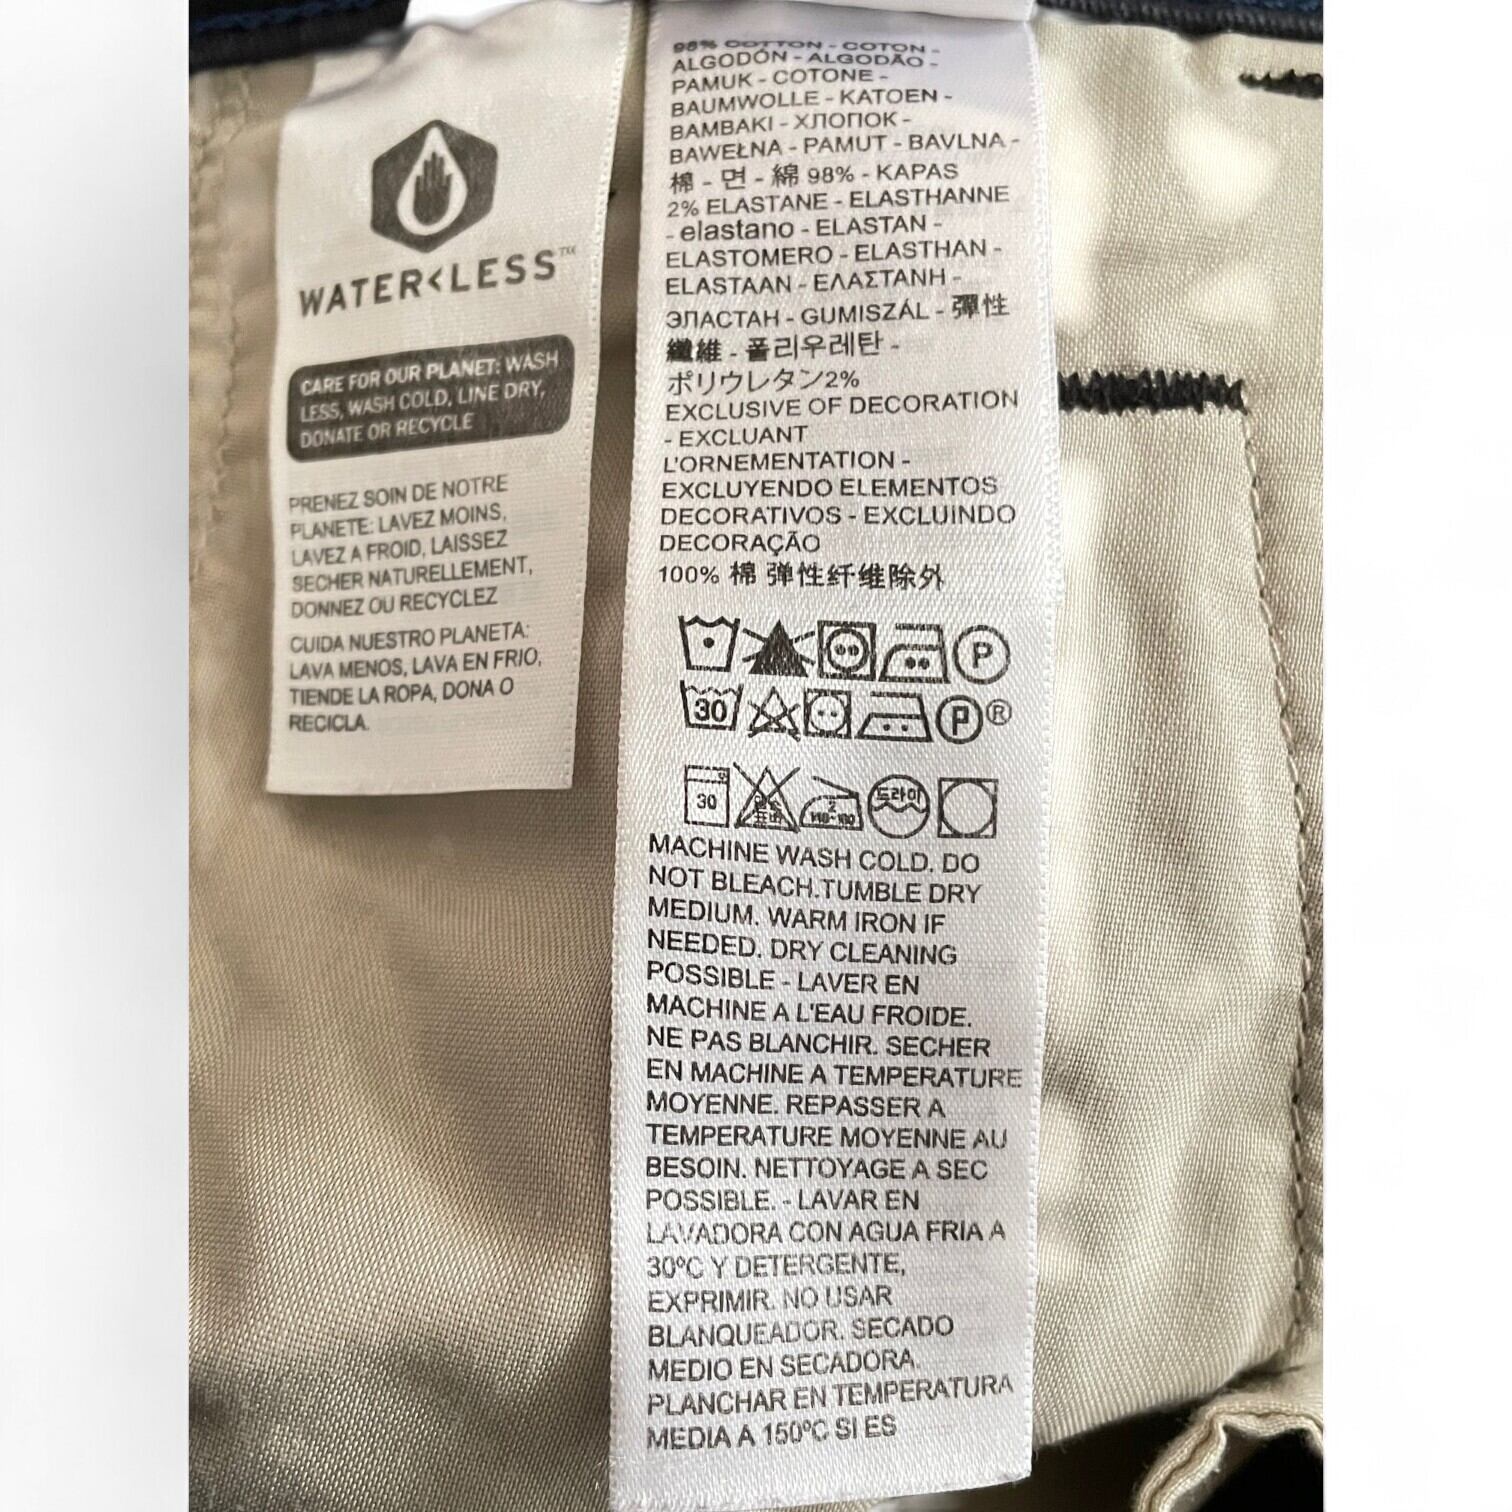 WATER<LESS™
CARE FOR OUR PLANET: WASH
LESS, WASH COLD, LINE DRY,
DONATE OR RECYCLE
PRENEZ SOIN DE NOTRE
PLANETE: LAVEZ MOINS,
LAVEZ A FROID, LAISSEZ
SECHER NATURELLEMENT,
DONNEZ OU RECYCLEZ
CUIDA NUESTRO PLANETA:
LAVA MENOS, LAVA EN FRIO,
TIENDE LA ROPA, DONA O
RECICLA.
98% COTTON - COTON -
ALGODÓN - ALGODÃO -
PAMUK - COTONE -
BAUMWOLLE - KATOEN -
BAMBAKI - ХЛОПОК -
BAWEŁNA - PAMUT - BAVLNA -
棉 - 면 - 綿 98% - KAPAS
2% ELASTANE - ELASTHANNE
- elastano - ELASTAN -
ELASTOMERO - ELASTHAN -
ELASTAAN - ΕΛΑΣΤΑΝΗ -
ЭЛАСТАН - GUMISZÁL - 彈性
纖維 - 폴리우레탄 -
ポリウレタン2%
EXCLUSIVE OF DECORATION
- EXCLUANT
L'ORNEMENTATION -
EXCLUYENDO ELEMENTOS
DECORATIVOS - EXCLUINDO
DECORAÇÃO
100% 棉 弹性纤维除外
P
30 P®
30 드라이
MACHINE WASH COLD. DO
NOT BLEACH.TUMBLE DRY
MEDIUM. WARM IRON IF
NEEDED. DRY CLEANING
POSSIBLE - LAVER EN
MACHINE A L'EAU FROIDE.
NE PAS BLANCHIR. SECHER
EN MACHINE A TEMPERATURE
MOYENNE. REPASSER A
TEMPERATURE MOYENNE AU
BESOIN. NETTOYAGE A SEC
POSSIBLE. - LAVAR EN
LAVADORA CON AGUA FRIA A
30ºC Y DETERGENTE,
EXPRIMIR. NO USAR
BLANQUEADOR. SECADO
MEDIO EN SECADORA.
PLANCHAR EN TEMPERATURA
MEDIA A 150ºC SI ES